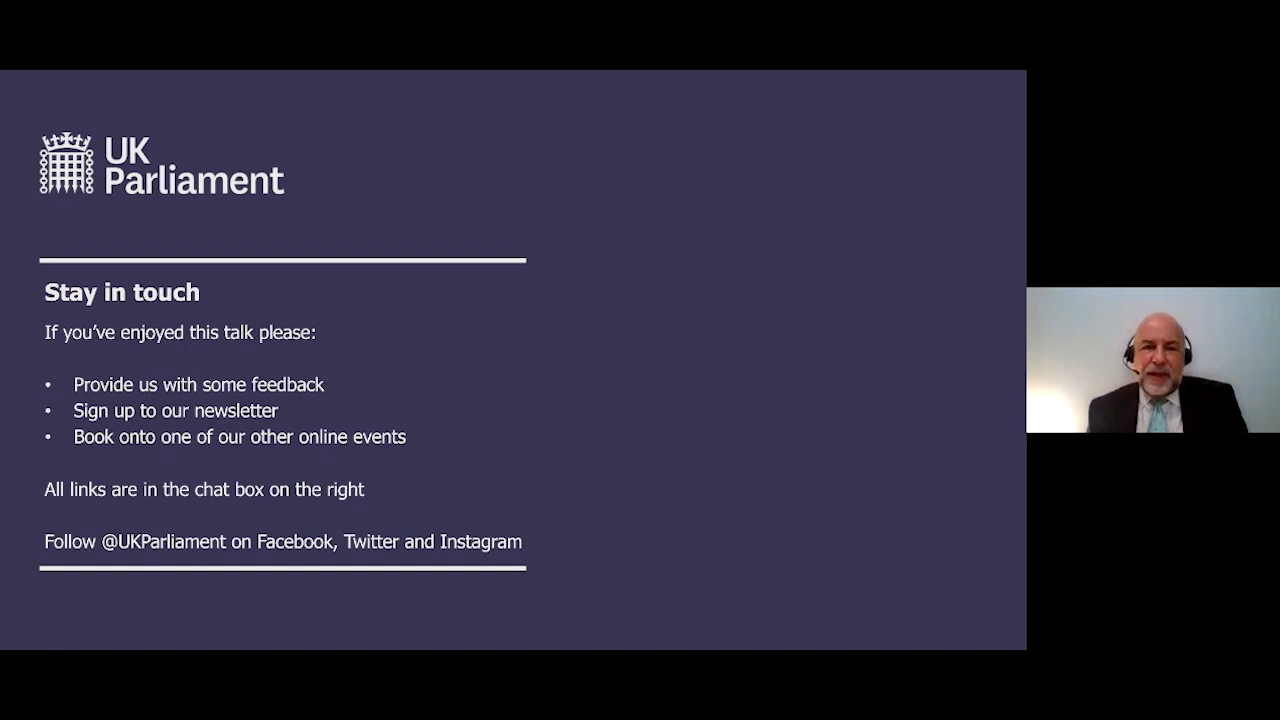 UK
Parliament
Stay in touch
If you’ve enjoyed this talk please:
• Provide us with some feedback
• Sign up to our newsletter
• Book onto one of our other online events
All links are in the chat box on the right
Follow @UKParliament on Facebook, Twitter and Instagram